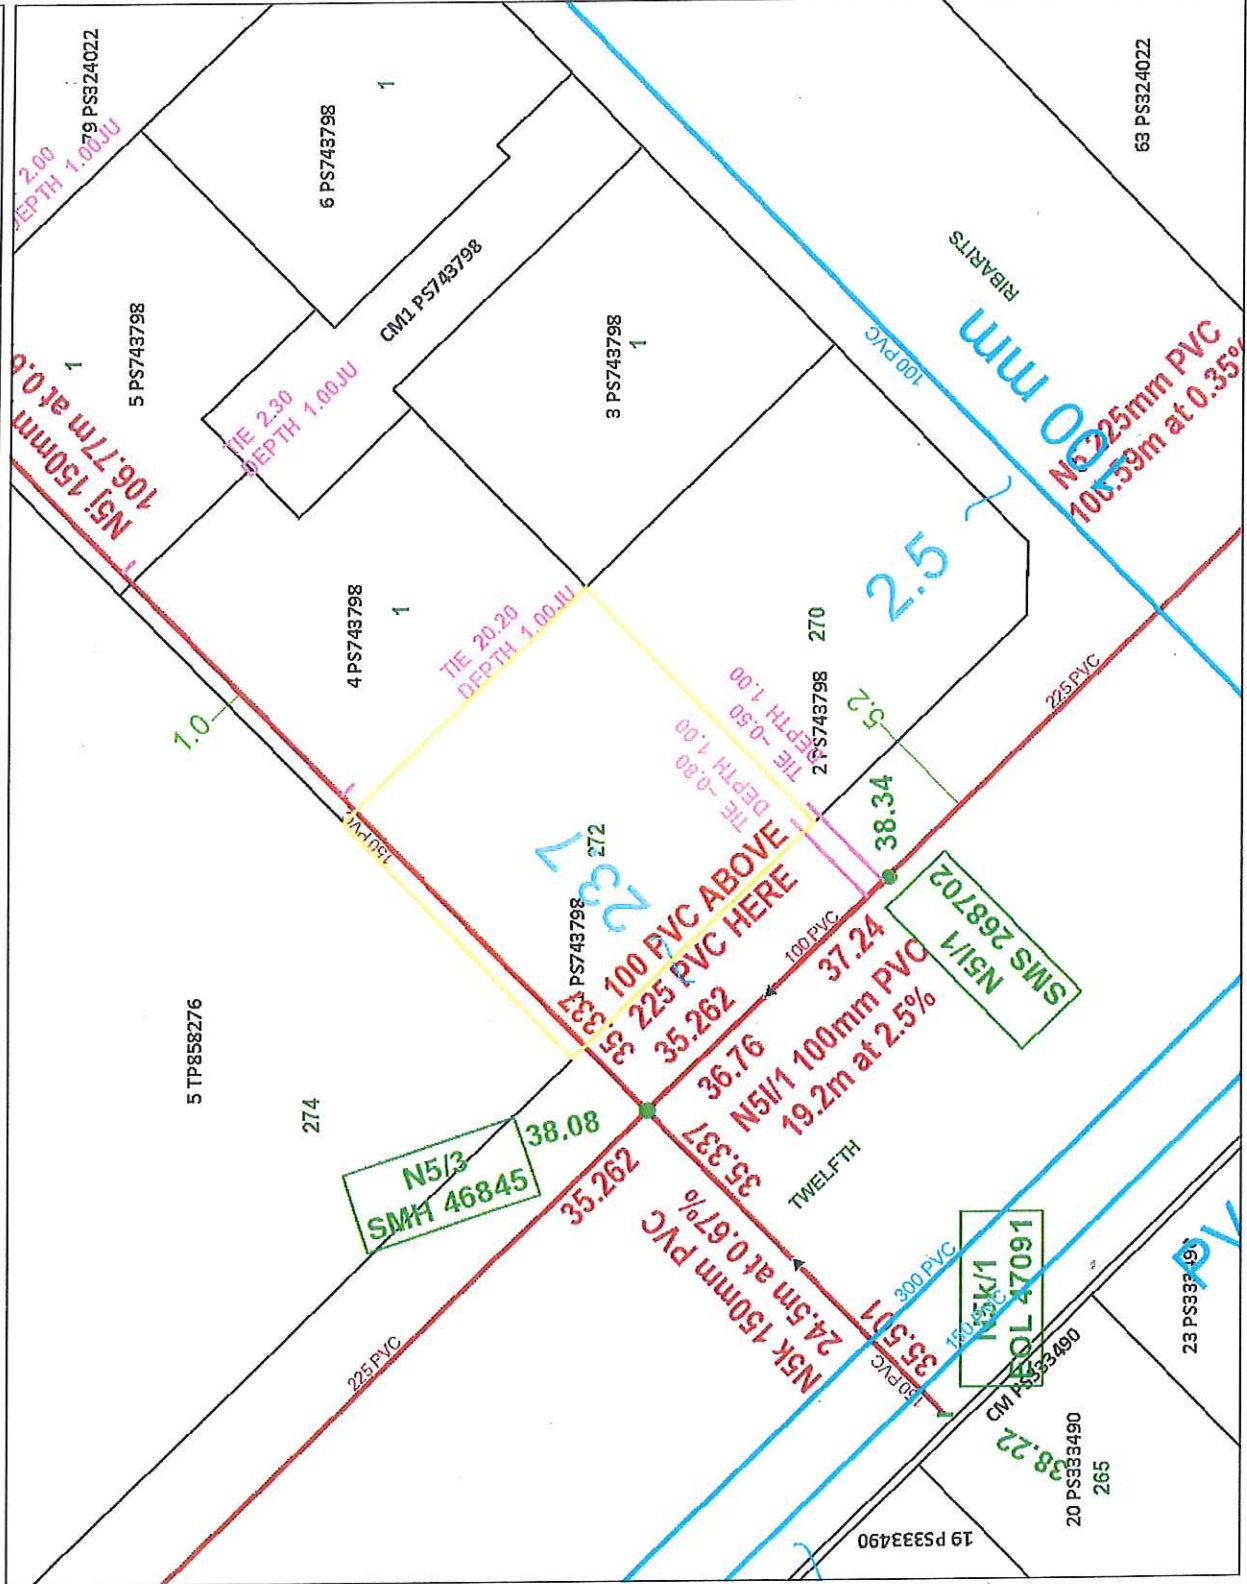 79 PS324022
2.00
DEPTH 1.00JU
6 PS743798
1
63 PS324022
5 PS743798
1
CM1 PS743798
N5j 150mm
106.77m at 0.6
TIE 2.30
DEPTH 1.00JU
3 PS743798
1
RIBARITS
100 PVC
100 mm
225mm PVC
108.59m at 0.35%
4 PS743798
1
TIE 20.20
DEPTH 1.00JU
2.5
270
2 PS743798
1.0
150 PVC
TIE ~0.50
DEPTH 1.00
TIE ~0.80
DEPTH 1.00
5.2
225 PVC
38.34
272
23.7
PS743798
100 PVC ABOVE
225 PVC HERE
35.337
35.262
100 PVC
37.24
N5I/1
SMS 268702
36.76
N5I/1 100mm PVC
19.2m at 2.5%
5 TP858276
274
N5/3
SMH 46845
38.08
35.262
35.337
TWELFTH
N5k 150mm PVC
24.5m at 0.67%
225 PVC
300 PVC
150 PVC
35.501
150 PVC
N5k/1
EOL 47091
CM PS333490
38.22
20 PS333490
265
19 PS333490
23 PS333490
PV